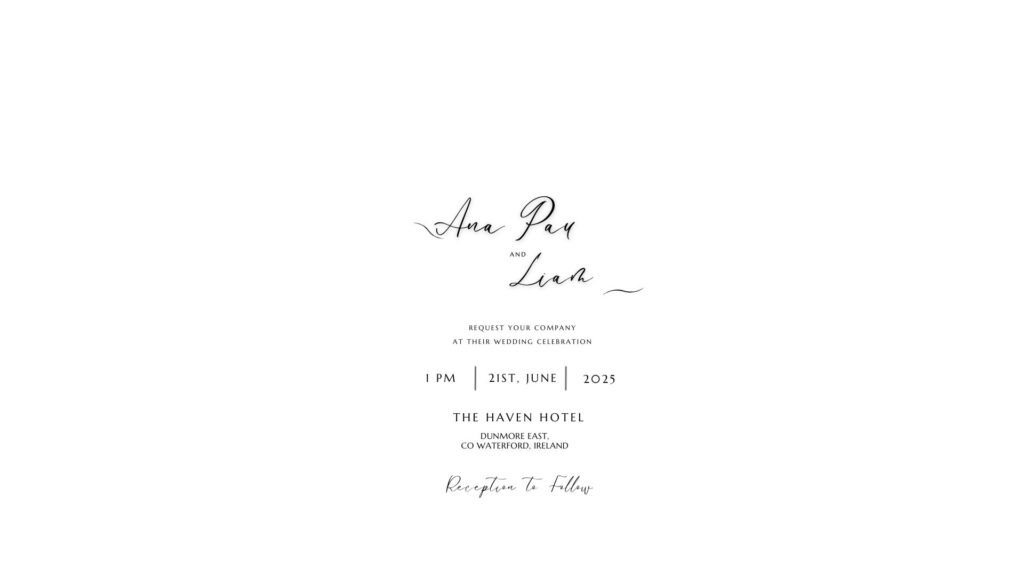 Ana Pau
AND
Liam
REQUEST YOUR COMPANY
AT THEIR WEDDING CELEBRATION
1 PM | 21ST, JUNE | 2025
THE HAVEN HOTEL
DUNMORE EAST,
CO WATERFORD, IRELAND
Reception to Follow